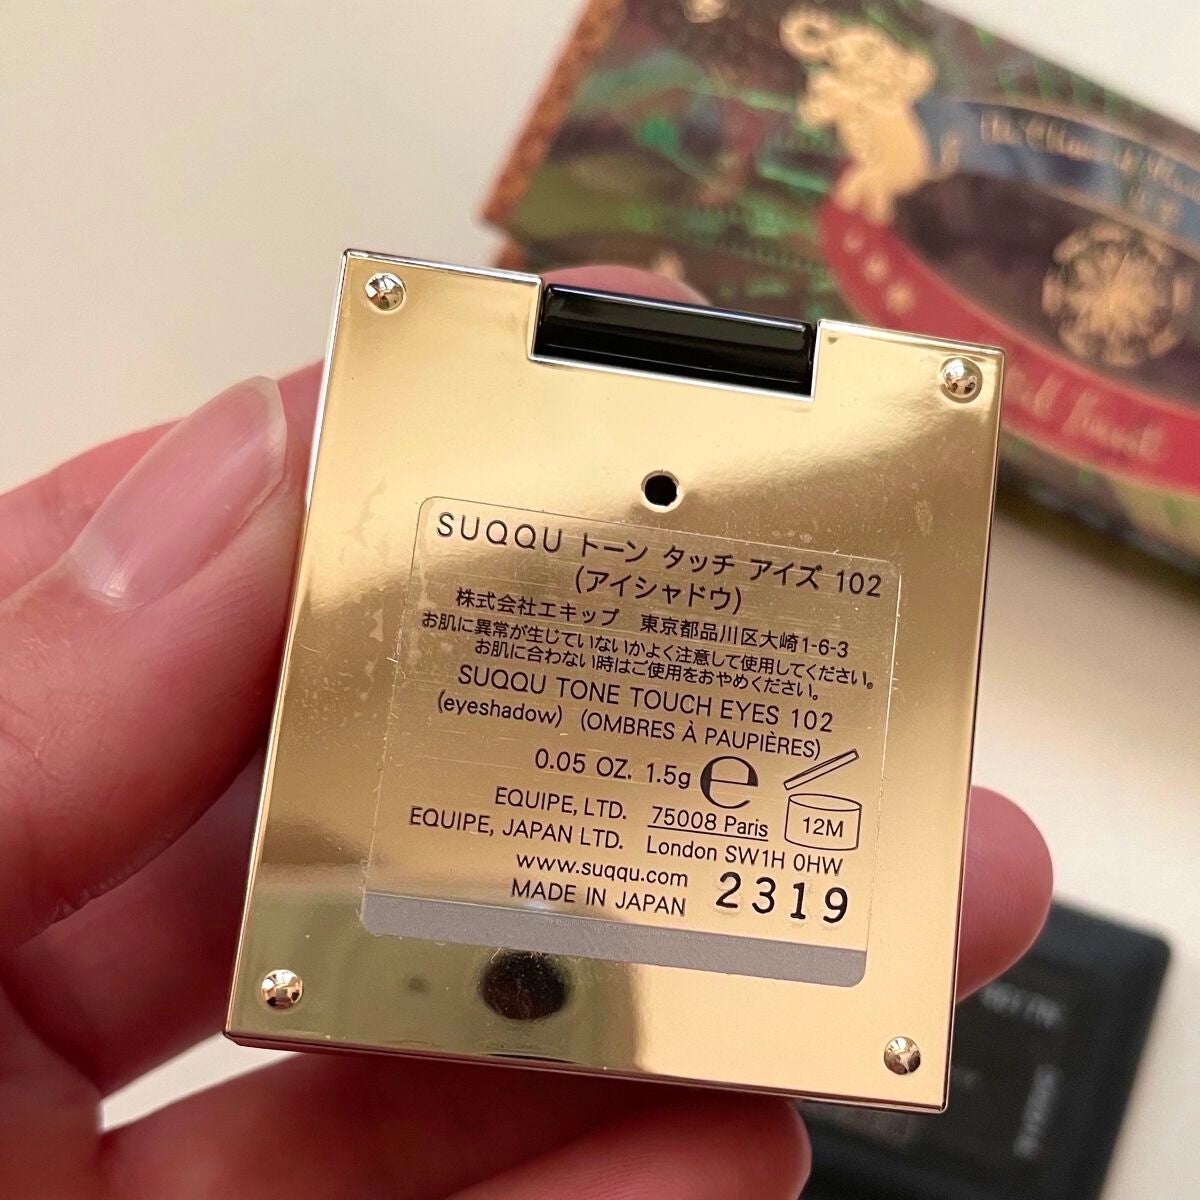 SUQQU トーン タッチ アイズ 102
(アイシャドウ)
株式会社エキップ 東京都品川区大崎1-6-3
お肌に異常が生じていないかよく注意して使用してください。
お肌に合わない時はご使用をおやめください。
SUQQU TONE TOUCH EYES 102
(eyeshadow) (OMBRES À PAUPIÈRES)
0.05 OZ. 1.5g e
12M
EQUIPE, LTD. 75008 Paris
EQUIPE, JAPAN LTD. London SW1H 0HW
www.suqqu.com
MADE IN JAPAN 2319